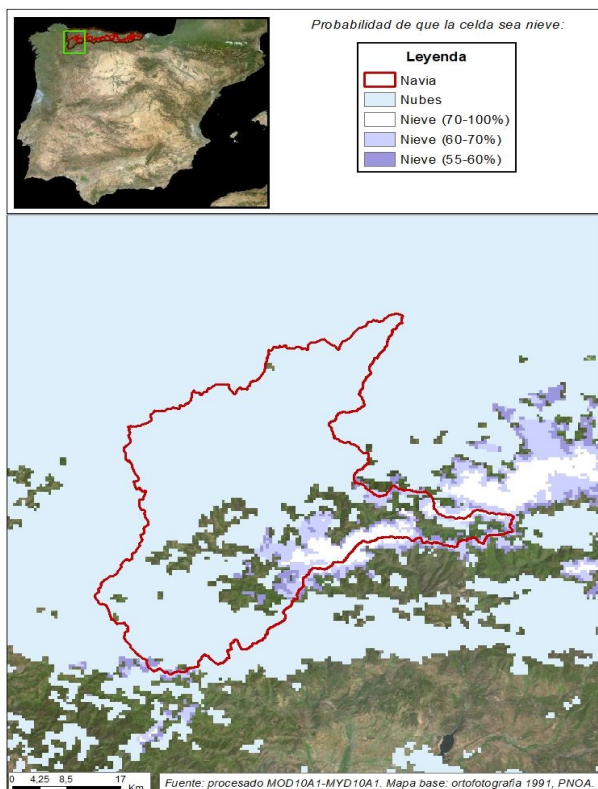 Probabilidad de que la celda sea nieve:
Leyenda
Navia
Nubes
Nieve (70-100%)
Nieve (60-70%)
Nieve (55-60%)
0 4,25 8,5 17
Km
Fuente: procesado MOD10A1-MYD10A1. Mapa base: ortofotografia 1991, PNOA.